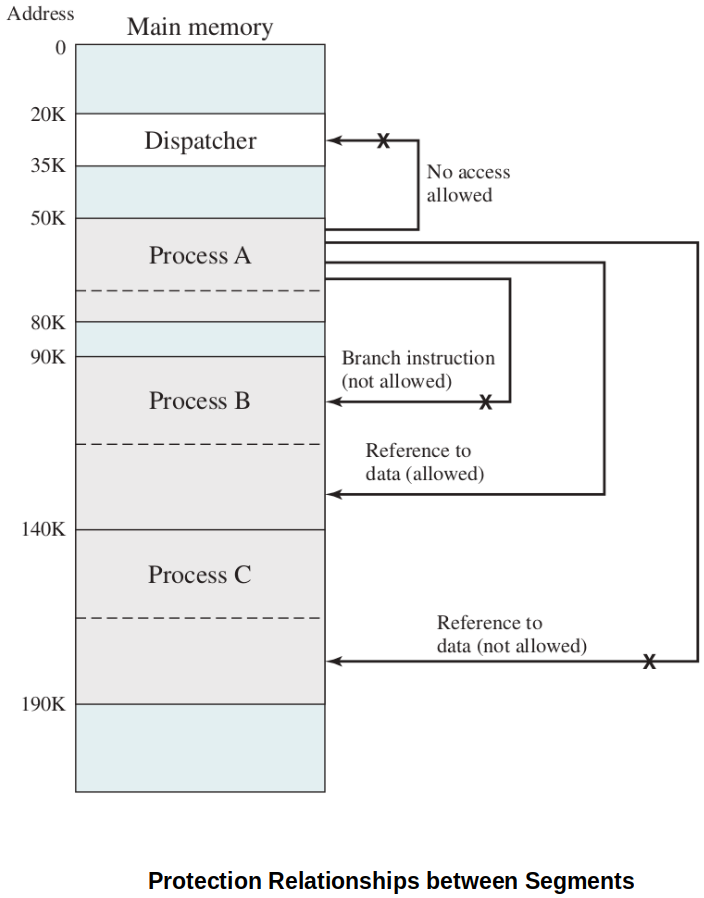 Address
Main memory
0
20K
Dispatcher
35K
No access
allowed
50K
Process A
80K
90K
Branch instruction
(not allowed)
Process B
Reference to
data (allowed)
140K
Process C
Reference to
data (not allowed)
190K
Protection Relationships between Segments